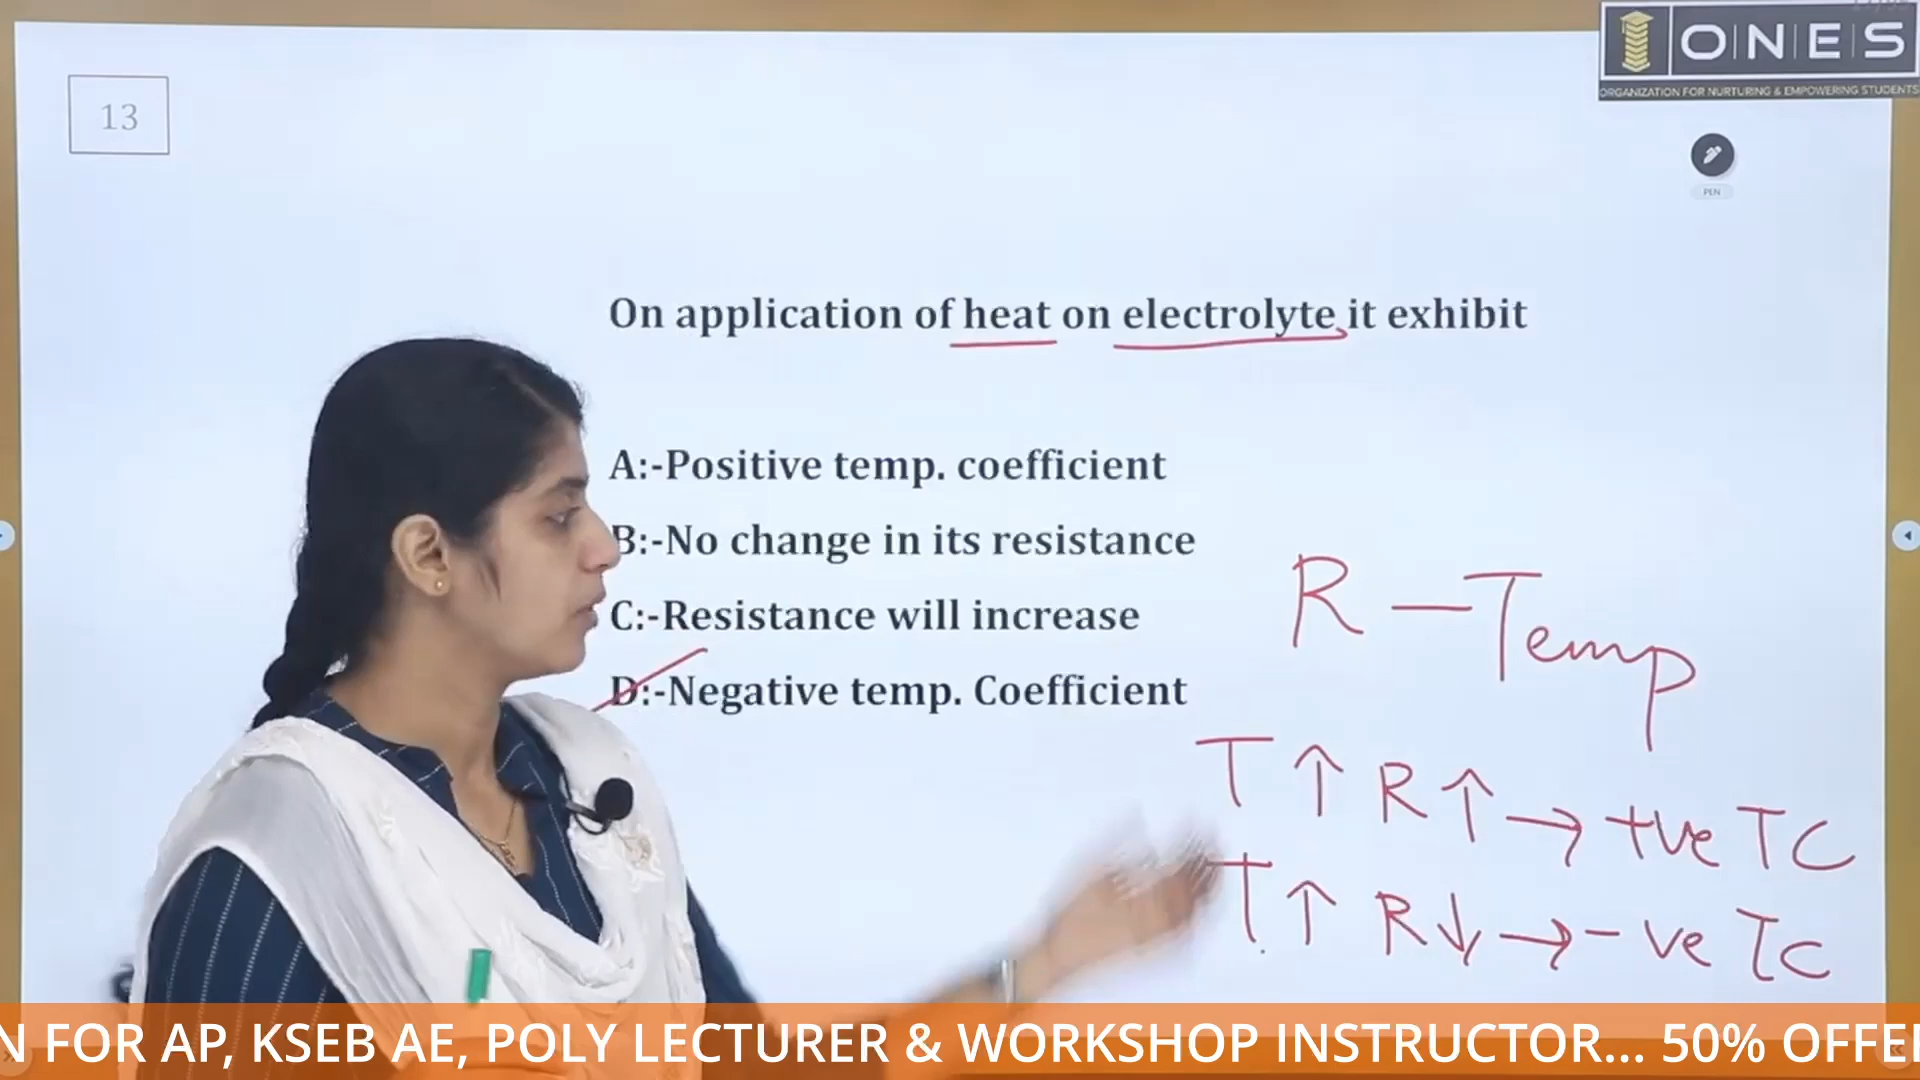 ONES
ORGANIZATION FOR NURTURING & EMPOWERING STUDENTS
13
PEN
On application of heat on electrolyte it exhibit
A:-Positive temp. coefficient
B:-No change in its resistance
C:-Resistance will increase
D:-Negative temp. Coefficient
R — Temp
T ↑ R ↑ → +ve TC
T ↑ R ↓ → -ve TC
N FOR AP, KSEB AE, POLY LECTURER & WORKSHOP INSTRUCTOR... 50% OFFE